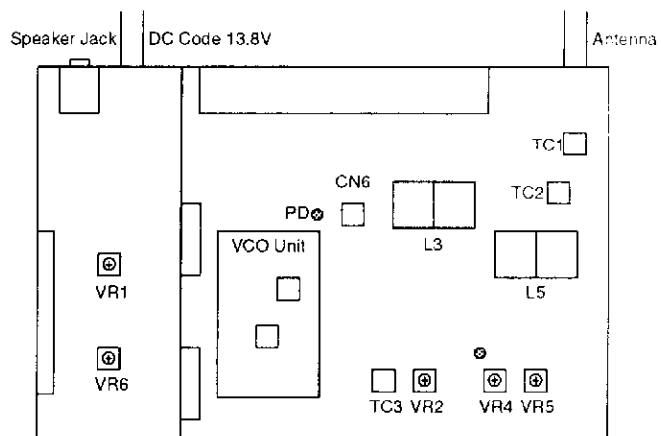 Speaker Jack DC Code 13.8V Antenna
TC1
CN6
TC2
PD
VCO Unit L3
VR1 L5
VR6
TC3 VR2 VR4 VR5